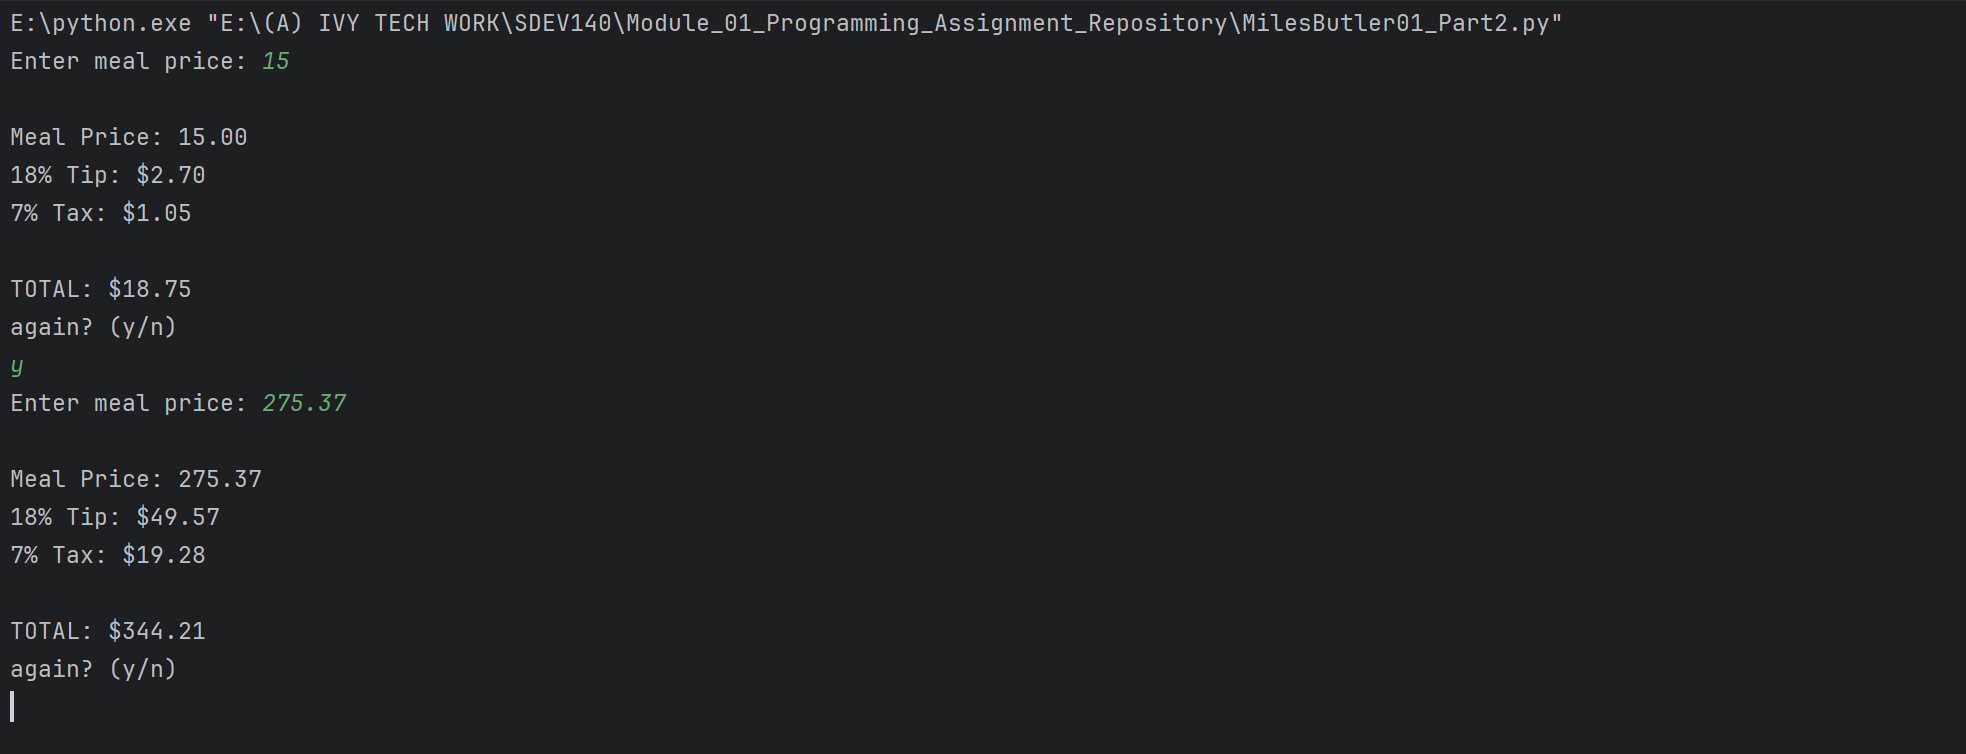 E:\python.exe "E:\(A) IVY TECH WORK\SDEV140\Module_01_Programming_Assignment_Repository\MilesButler01_Part2.py"
Enter meal price: 15
Meal Price: 15.00
18% Tip: $2.70
7% Tax: $1.05
TOTAL: $18.75
again? (y/n)
y
Enter meal price: 275.37
Meal Price: 275.37
18% Tip: $49.57
7% Tax: $19.28
TOTAL: $344.21
again? (y/n)